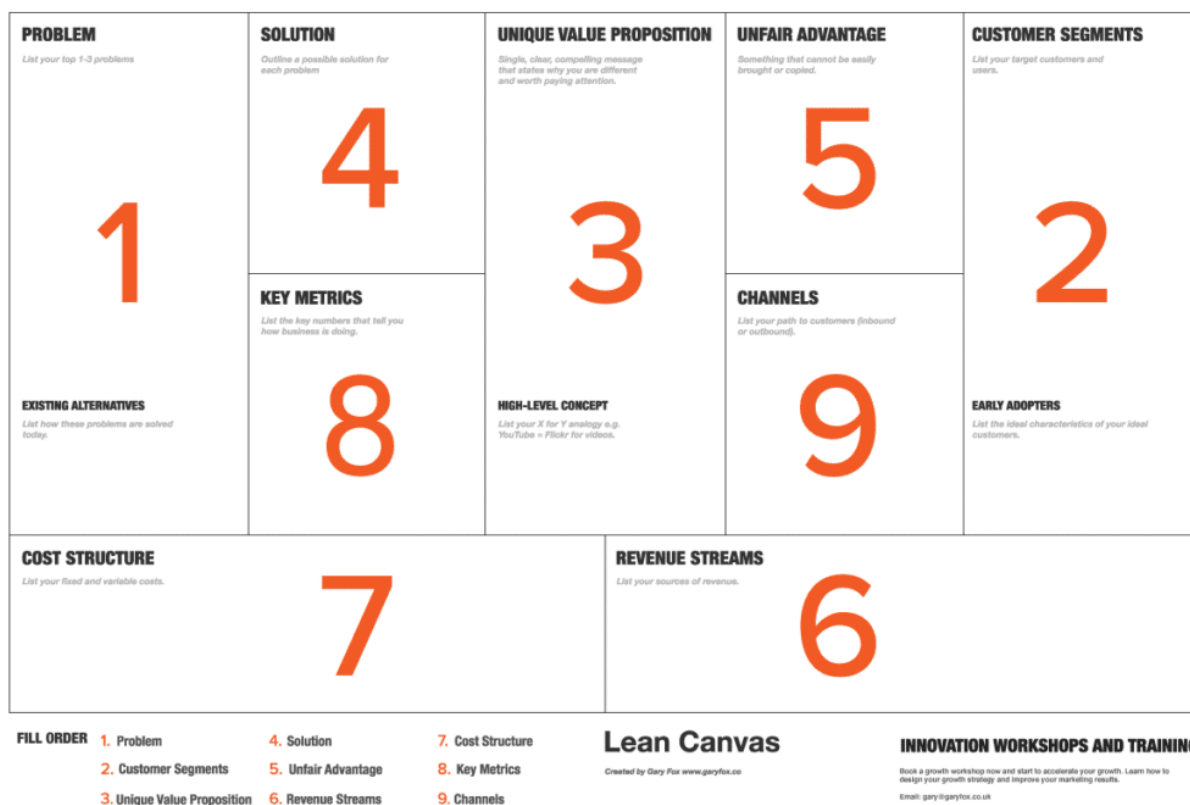 PROBLEM
List your top 1-3 problems
1
EXISTING ALTERNATIVES
List how these problems are solved
today.
SOLUTION
Outline a possible solution for
each problem
4
KEY METRICS
List the key numbers that tell you
how business is doing.
8
UNIQUE VALUE PROPOSITION
Single, clear, compelling message
that states why you are different
and worth paying attention.
3
HIGH-LEVEL CONCEPT
List your X for Y analogy e.g.
YouTube = Flickr for videos.
UNFAIR ADVANTAGE
Something that cannot be easily
brought or copied.
5
CHANNELS
List your path to customers (inbound
or outbound).
9
CUSTOMER SEGMENTS
List your target customers and
users.
2
EARLY ADOPTERS
List the ideal characteristics of your ideal
customers.
COST STRUCTURE
List your fixed and variable costs.
7
REVENUE STREAMS
List your sources of revenue.
6
FILL ORDER
1. Problem
2. Customer Segments
3. Unique Value Proposition
4. Solution
5. Unfair Advantage
6. Revenue Streams
7. Cost Structure
8. Key Metrics
9. Channels
Lean Canvas
Created by Gary Fox www.garyfox.co
INNOVATION WORKSHOPS AND TRAINING
Book a growth workshop now and start to accelerate your growth. Learn how to
design your growth strategy and improve your marketing results.
Email: gary@garyfox.co.uk